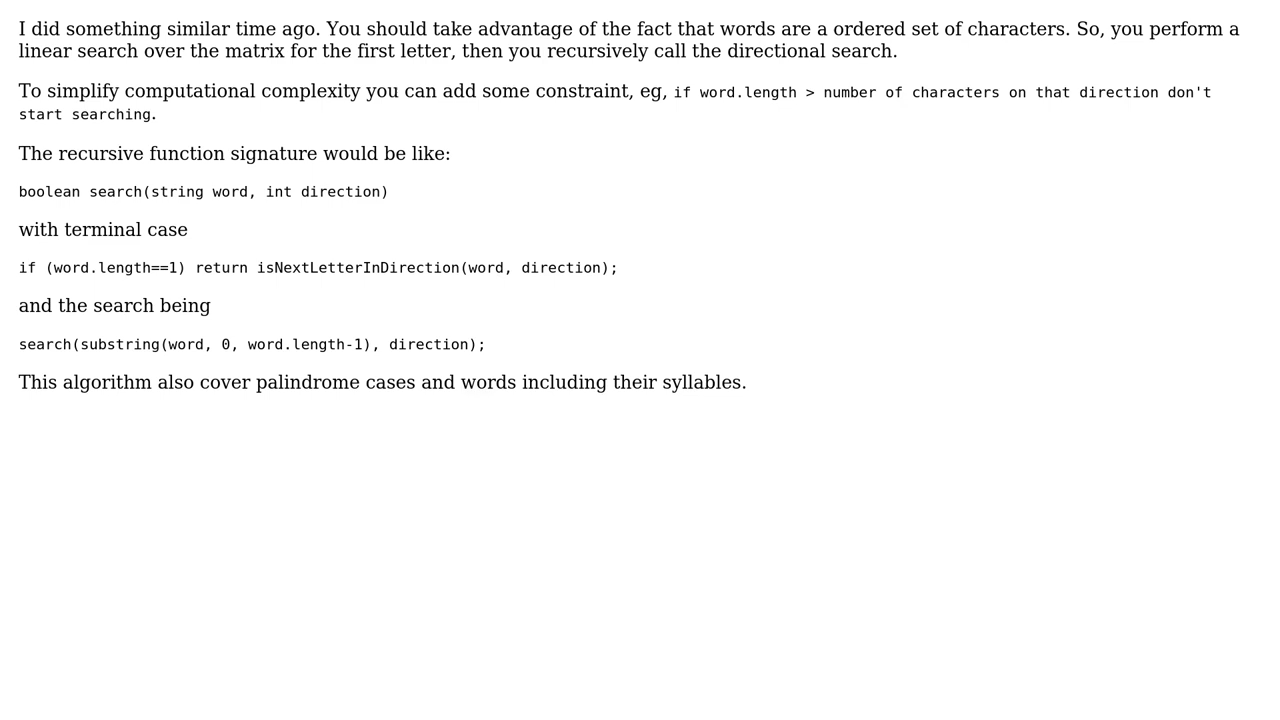 I did something similar time ago. You should take advantage of the fact that words are a ordered set of characters. So, you perform a
linear search over the matrix for the first letter, then you recursively call the directional search.
To simplify computational complexity you can add some constraint, eg, if word.length > number of characters on that direction don't
start searching.
The recursive function signature would be like:
boolean search(string word, int direction)
with terminal case
if (word.length==1) return isNextLetterInDirection(word, direction);
and the search being
search(substring(word, 0, word.length-1), direction);
This algorithm also cover palindrome cases and words including their syllables.